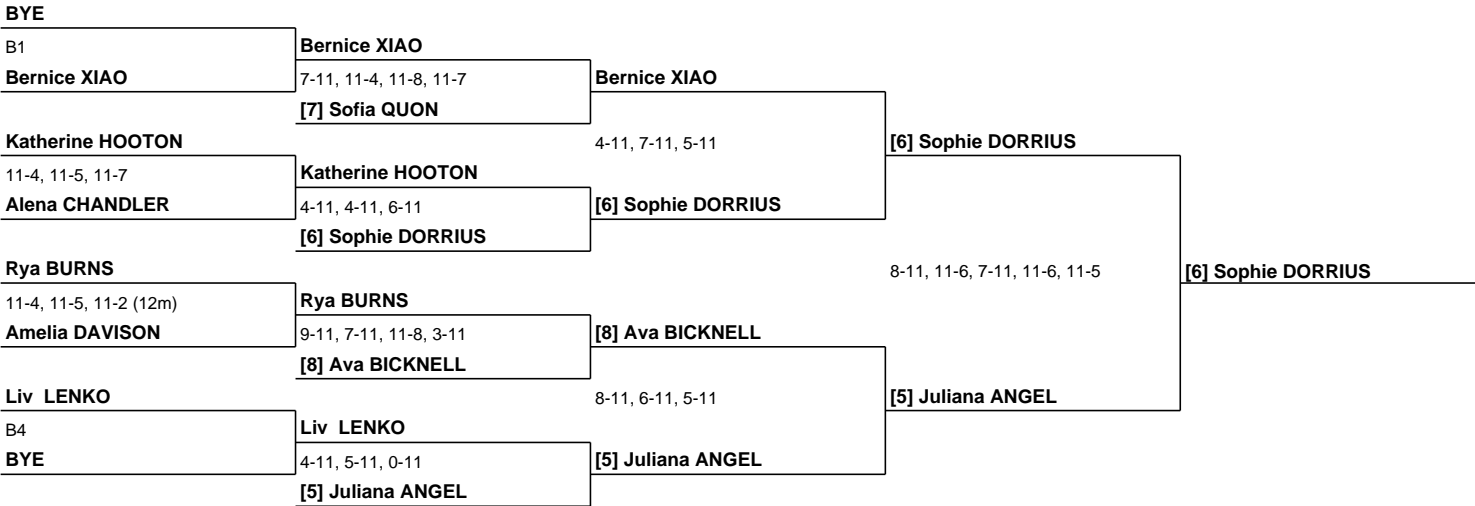 BYE
B1
Bernice XIAO
Bernice XIAO
7-11, 11-4, 11-8, 11-7
[7] Sofia QUON
Bernice XIAO
Katherine HOOTON
11-4, 11-5, 11-7
Alena CHANDLER
Katherine HOOTON
4-11, 4-11, 6-11
[6] Sophie DORRIUS
4-11, 7-11, 5-11
[6] Sophie DORRIUS
[6] Sophie DORRIUS
Rya BURNS
11-4, 11-5, 11-2 (12m)
Amelia DAVISON
Rya BURNS
9-11, 7-11, 11-8, 3-11
[8] Ava BICKNELL
[8] Ava BICKNELL
8-11, 11-6, 7-11, 11-6, 11-5
[6] Sophie DORRIUS
Liv  LENKO
B4
BYE
Liv  LENKO
4-11, 5-11, 0-11
[5] Juliana ANGEL
8-11, 6-11, 5-11
[5] Juliana ANGEL
[5] Juliana ANGEL